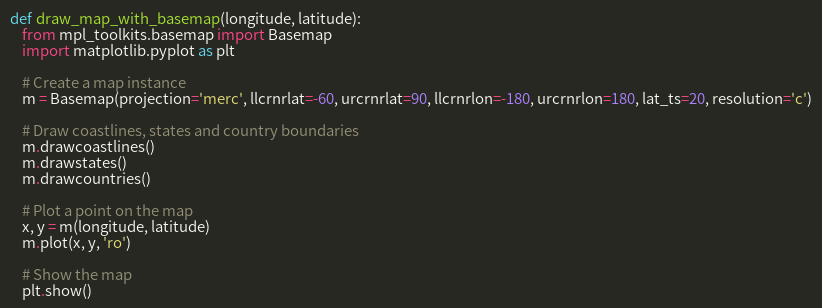 def draw_map_with_basemap(longitude, latitude):
    from mpl_toolkits.basemap import Basemap
    import matplotlib.pyplot as plt

    # Create a map instance
    m = Basemap(projection='merc', llcrnrlat=-60, urcrnrlat=90, llcrnrlon=-180, urcrnrlon=180, lat_ts=20, resolution='c')

    # Draw coastlines, states and country boundaries
    m.drawcoastlines()
    m.drawstates()
    m.drawcountries()

    # Plot a point on the map
    x, y = m(longitude, latitude)
    m.plot(x, y, 'ro')

    # Show the map
    plt.show()